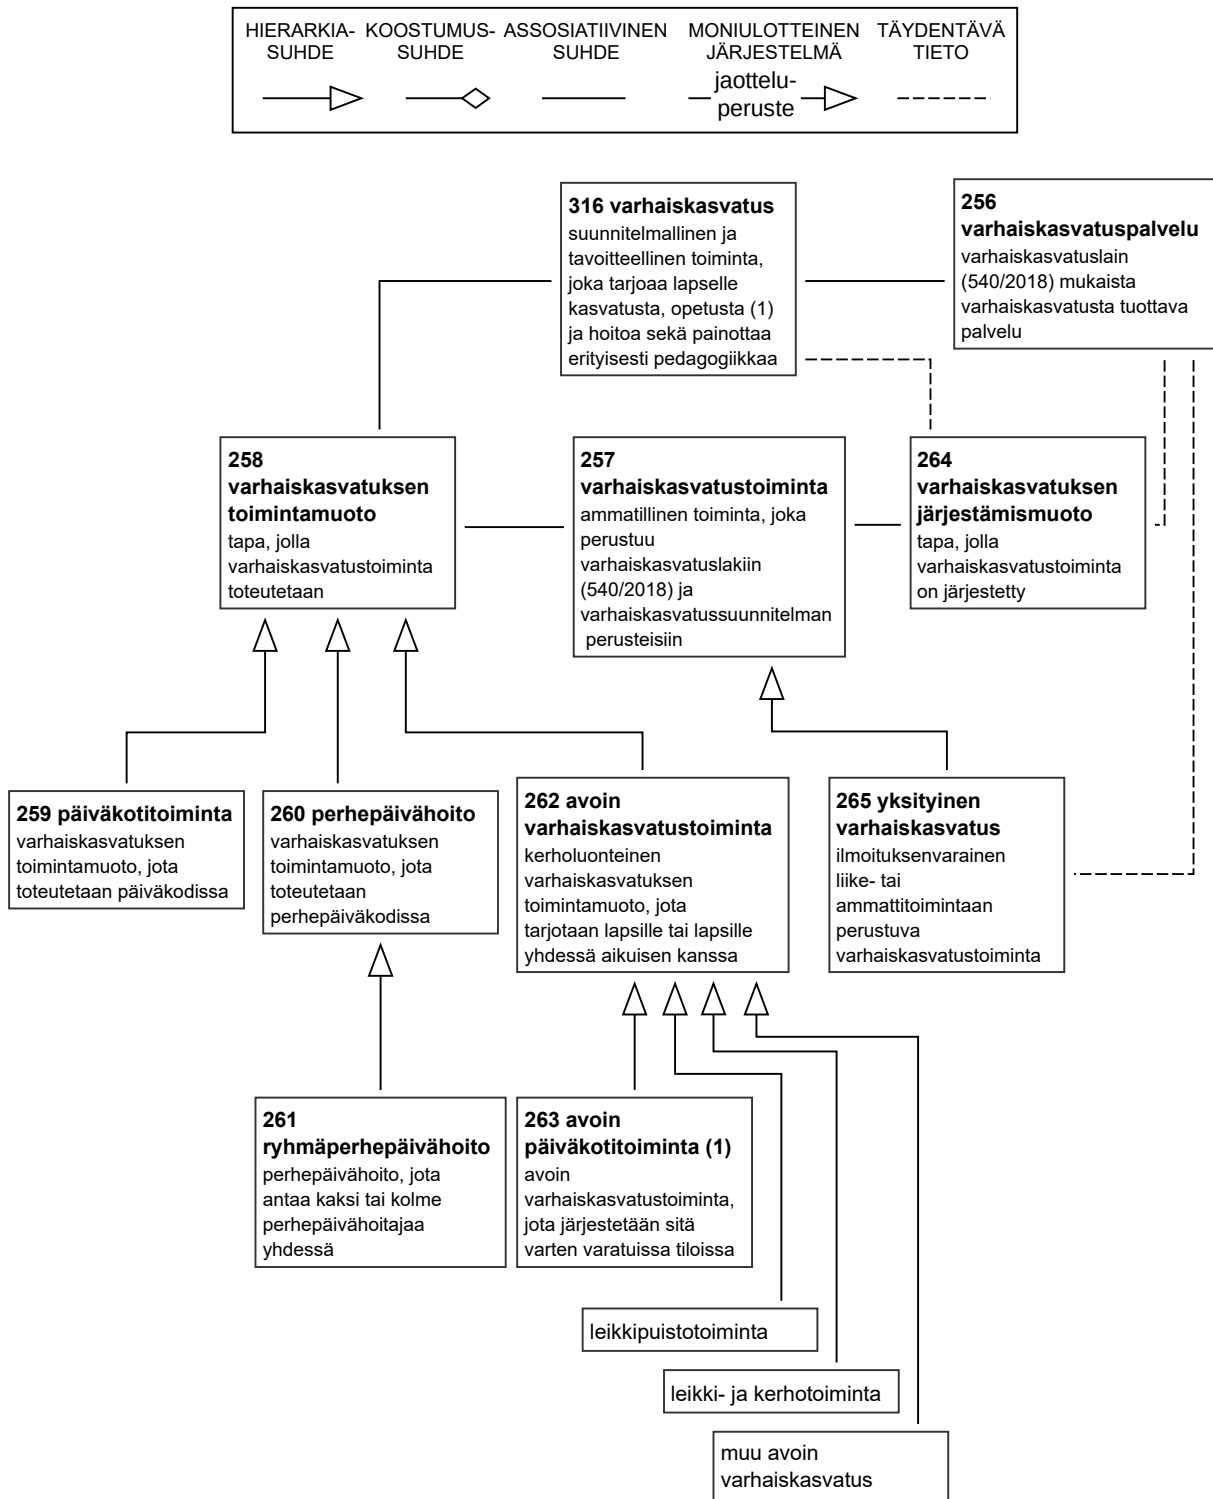 HIERARKIA-
SUHDE
KOOSTUMUS-
SUHDE
ASSOSIATIIVINEN
SUHDE
MONIULOTTEINEN
JÄRJESTELMÄ
jaottelu-
peruste
TÄYDENTÄVÄ
TIETO
316 varhaiskasvatus
suunnitelmallinen ja
tavoitteellinen toiminta,
joka tarjoaa lapselle
kasvatusta, opetusta (1)
ja hoitoa sekä painottaa
erityisesti pedagogiikkaa
256
varhaiskasvatuspalvelu
varhaiskasvatuslain
(540/2018) mukaista
varhaiskasvatusta tuottava
palvelu
258
varhaiskasvatuksen
toimintamuoto
tapa, jolla
varhaiskasvatustoiminta
toteutetaan
257
varhaiskasvatustoiminta
ammatillinen toiminta, joka
perustuu
varhaiskasvatuslakiin
(540/2018) ja
varhaiskasvatussuunnitelman
perusteisiin
264
varhaiskasvatuksen
järjestämismuoto
tapa, jolla
varhaiskasvatustoiminta
on järjestetty
259 päiväkotitoiminta
varhaiskasvatuksen
toimintamuoto, jota
toteutetaan päiväkodissa
260 perhepäivähoito
varhaiskasvatuksen
toimintamuoto, jota
toteutetaan
perhepäiväkodissa
262 avoin
varhaiskasvatustoiminta
kerholuonteinen
varhaiskasvatuksen
toimintamuoto, jota
tarjotaan lapsille tai lapsille
yhdessä aikuisen kanssa
265 yksityinen
varhaiskasvatus
ilmoituksenvarainen
liike- tai
ammattitoimintaan
perustuva
varhaiskasvatustoiminta
261
ryhmäperhepäivähoito
perhepäivähoito, jota
antaa kaksi tai kolme
perhepäivähoitajaa
yhdessä
263 avoin
päiväkotitoiminta (1)
avoin
varhaiskasvatustoiminta,
jota järjestetään sitä
varten varatuissa tiloissa
leikkipuistotoiminta
leikki- ja kerhotoiminta
muu avoin
varhaiskasvatus